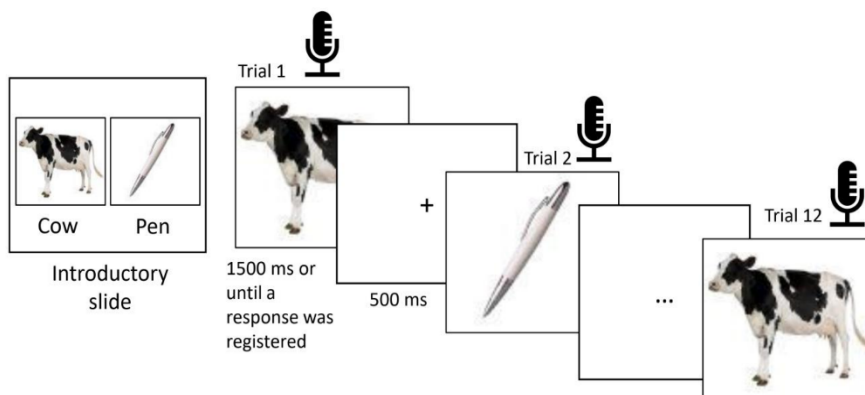 Cow
Pen
Introductory
slide
Trial 1
1500 ms or
until a
response was
registered
+
500 ms
Trial 2
...
Trial 12